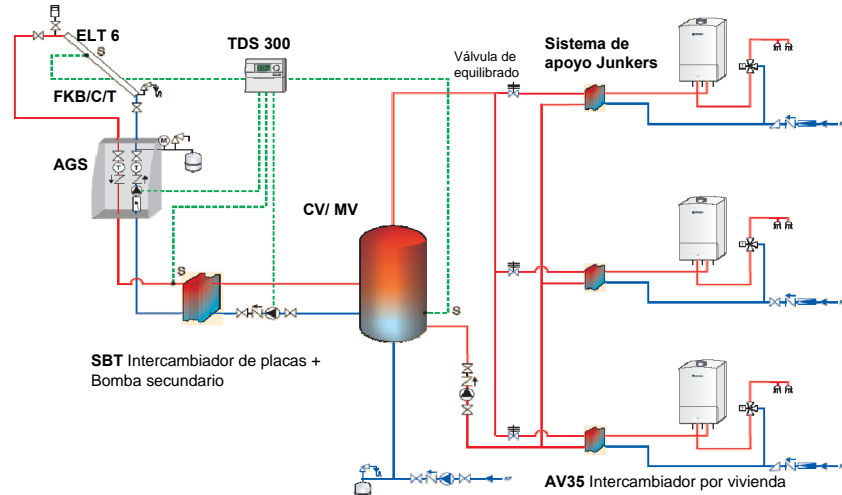 ELT 6
S
TDS 300
FKB/C/T
Válvula de
equilibrado
Sistema de
apoyo Junkers
AGS
M
T
T
CV/ MV
S
S
SBT Intercambiador de placas +
Bomba secundario
AV35 Intercambiador por vivienda